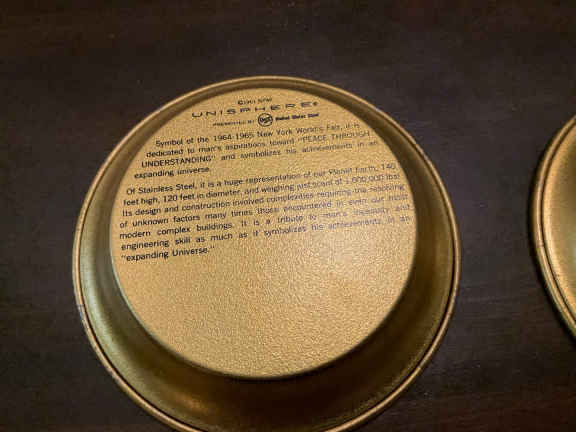 UNISPHERE®
PRESENTED BY USS United States Steel
Symbol of the 1964-1965 New York World's Fair, it is
dedicated to man's aspirations toward "PEACE THROUGH
UNDERSTANDING" and symbolizes his achievements in an
expanding universe.
Of Stainless Steel, it is a huge representation of our Planet Earth, 140
feet high, 120 feet in diameter, and weighing just scant of 1,000,000 lbs!
Its design and construction involved complexities requiring the resolving
of unknown factors many times those encountered in even our most
modern complex buildings. It is a tribute to man's ingenuity and
engineering skill as much as it symbolizes his achievements in an
"expanding Universe."